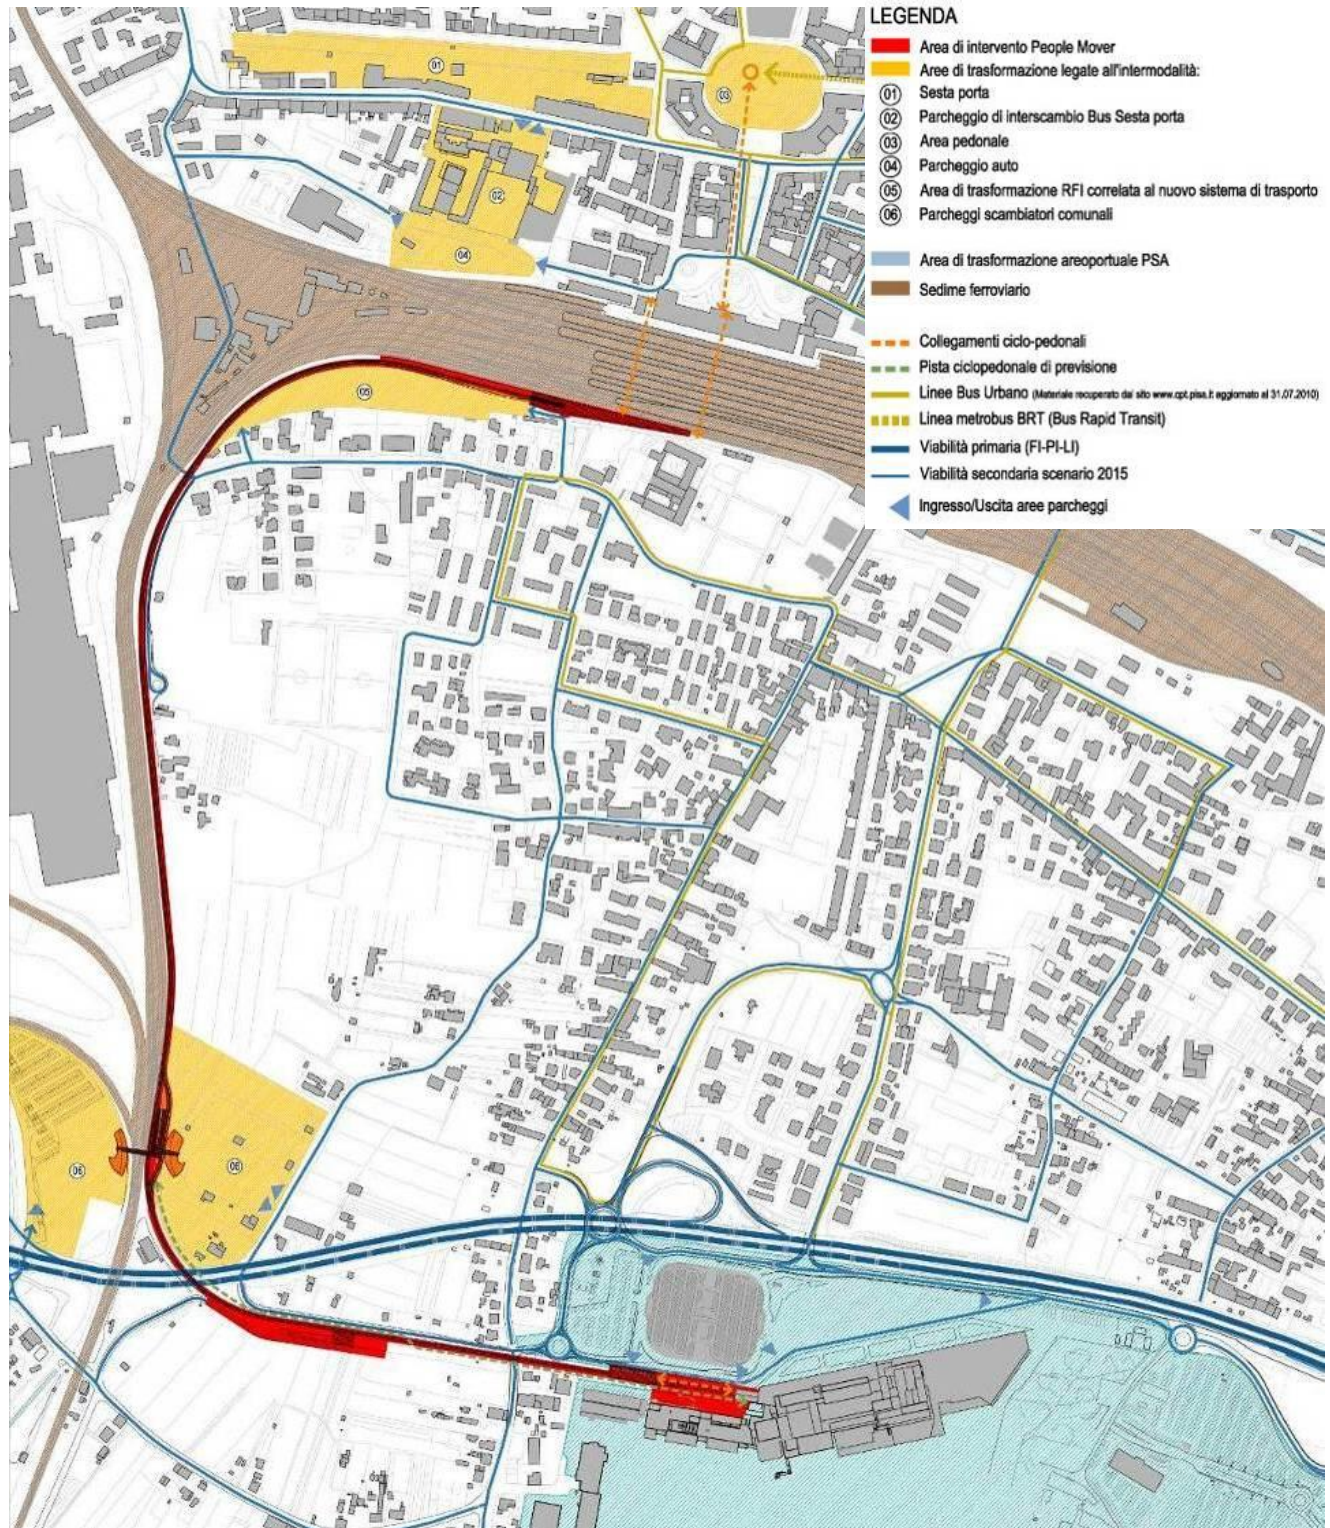 LEGENDA
Area di intervento People Mover
Aree di trasformazione legate all'intermodalità:
01 Sesta porta
02 Parcheggio di interscambio Bus Sesta porta
03 Area pedonale
04 Parcheggio auto
05 Area di trasformazione RFI correlata al nuovo sistema di trasporto
06 Parcheggi scambiatori comunali
Area di trasformazione areoportuale PSA
Sedime ferroviario
Collegamenti ciclo-pedonali
Pista ciclopedonale di previsione
Linee Bus Urbano (Materiale recuperato dal sito www.cpt.pisa.it aggiornato al 31.07.2010)
Linea metrobus BRT (Bus Rapid Transit)
Viabilità primaria (FI-PI-LI)
Viabilità secondaria scenario 2015
Ingresso/Uscita aree parcheggi
01
03
02
04
05
06
06